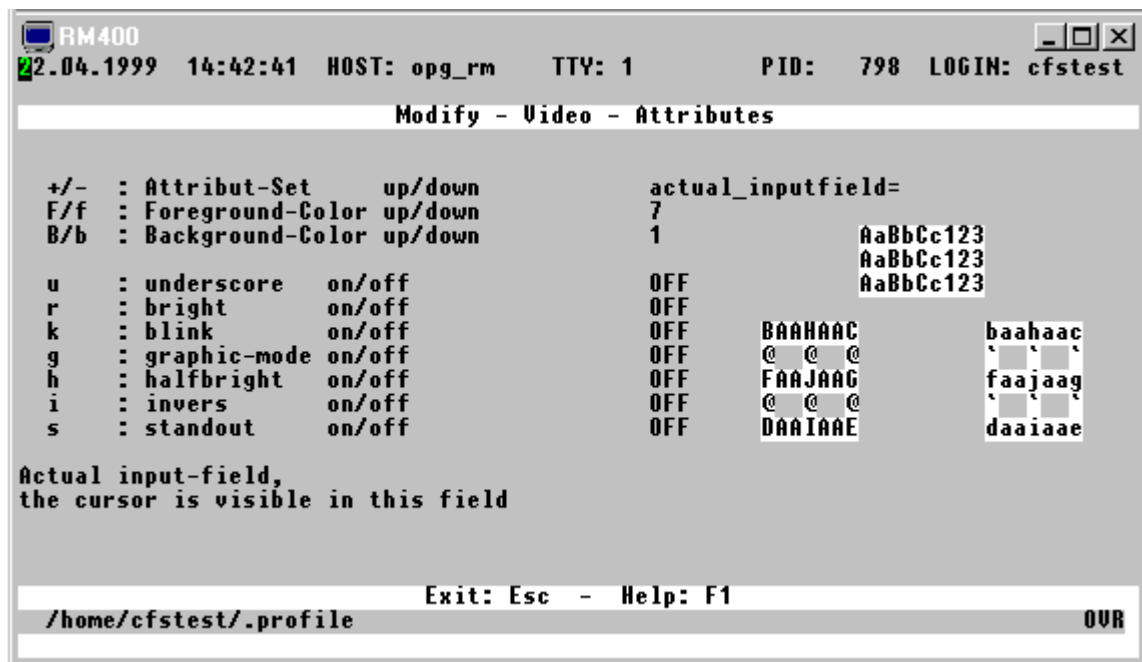 RM400
22.04.1999 14:42:41 HOST: opg_rm TTY: 1 PID: 798 LOGIN: cfstest
Modify - Video - Attributes
+/- : Attribut-Set up/down actual_inputfield=
F/f : Foreground-Color up/down 7
B/b : Background-Color up/down 1 AaBbCc123
AaBbCc123
u : underscore on/off OFF AaBbCc123
r : bright on/off OFF
k : blink on/off OFF BAAHAAC baahaac
g : graphic-mode on/off OFF @ @ @ ` ` `
h : halfbright on/off OFF FAAJAAG faajaag
i : invers on/off OFF @ @ @ ` ` `
s : standout on/off OFF DAAIAAE daaiaae
Actual input-field,
the cursor is visible in this field
Exit: Esc - Help: F1
/home/cfstest/.profile OVR